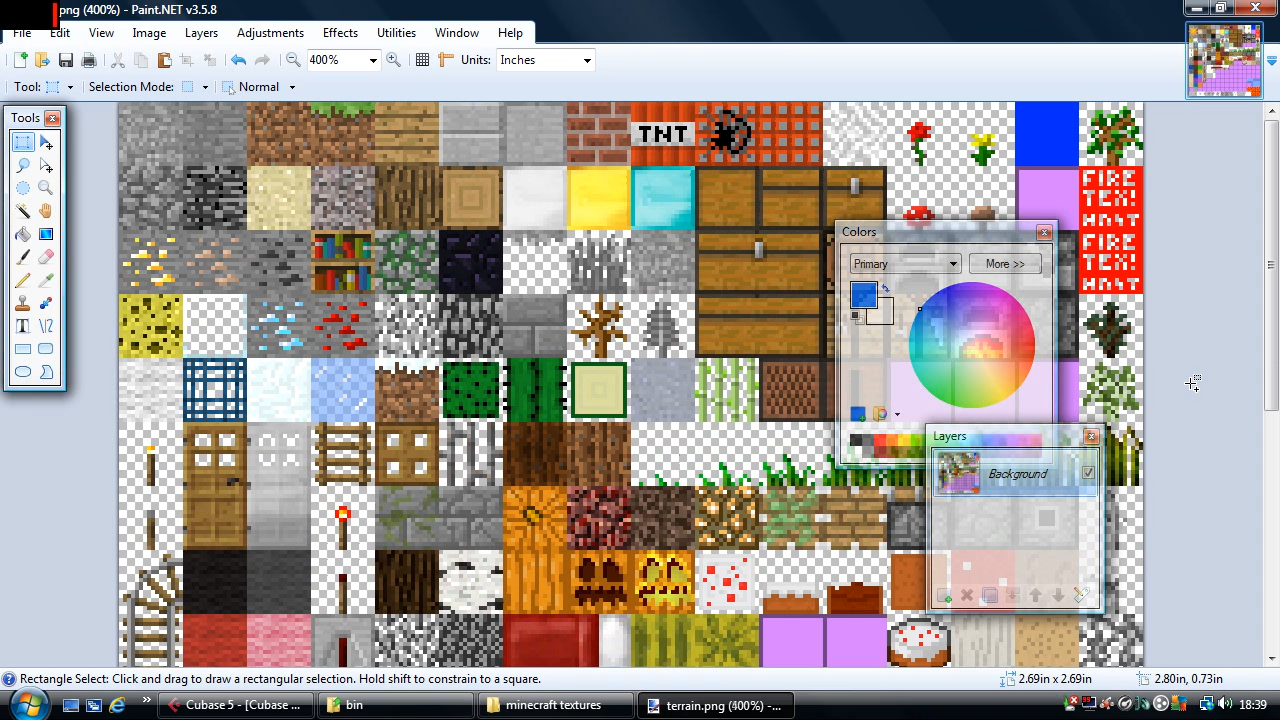 png (400%) - Paint.NET v3.5.8
File Edit View Image Layers Adjustments Effects Utilities Window Help
400% Units: Inches
Tool: Selection Mode: Normal
Tools
TNT
FIRE
TEX!
FIRE
TEX!
Colors
Primary More >>
Layers
Background
Rectangle Select: Click and drag to draw a rectangular selection. Hold shift to constrain to a square. 2.69in x 2.69in 2.80in, 0.73in
Cubase 5 - [Cubase ... bin minecraft textures terrain.png (400%) -... 18:39